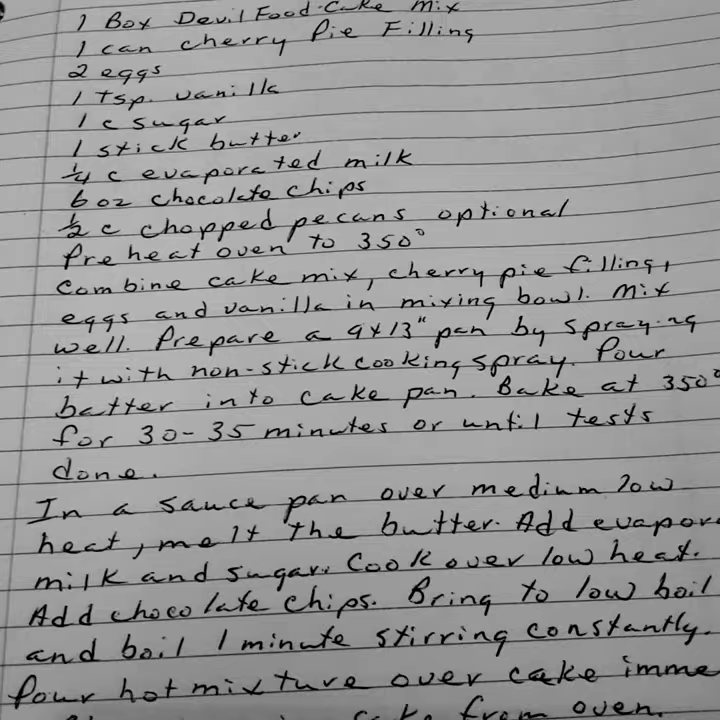 1 Box Devil Food Cake Mix
1 can cherry Pie Filling
2 eggs
1 Tsp. vanilla
1 c sugar
1 stick butter
1/4 c evaporated milk
6 oz chocolate chips
1/2 c chopped pecans optional
Preheat oven to 350°
Combine cake mix, cherry pie filling,
eggs and vanilla in mixing bowl. Mix
well. Prepare a 9x13" pan by spraying
it with non-stick cooking spray. Pour
batter into cake pan. Bake at 350°
for 30-35 minutes or until tests
done.
In a sauce pan over medium low
heat, melt the butter. Add evapor
milk and sugar. Cook over low heat.
Add chocolate chips. Bring to low boil
and boil 1 minute stirring constantly.
Pour hot mixture over cake imme
cake from oven.